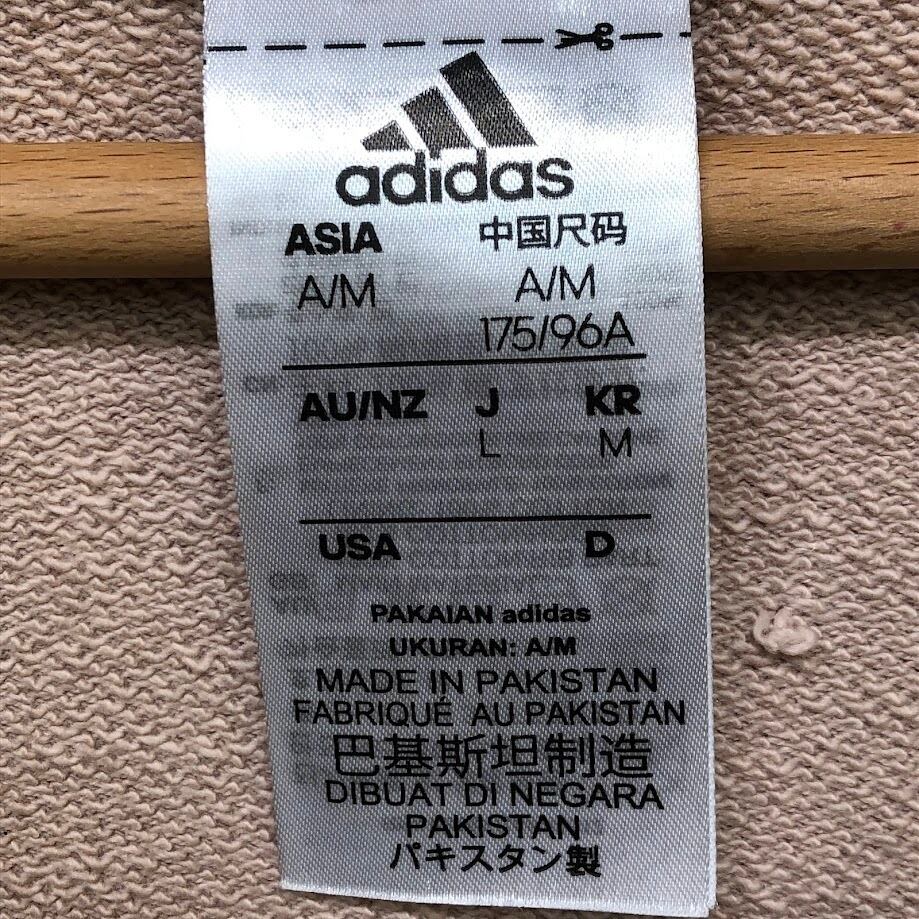 adidas
ASIA 中国尺码
A/M A/M
175/96A
AU/NZ J KR
L M
USA D
PAKAIAN adidas
UKURAN: A/M
MADE IN PAKISTAN
FABRIQUÉ AU PAKISTAN
巴基斯坦制造
DIBUAT DI NEGARA
PAKISTAN
パキスタン製